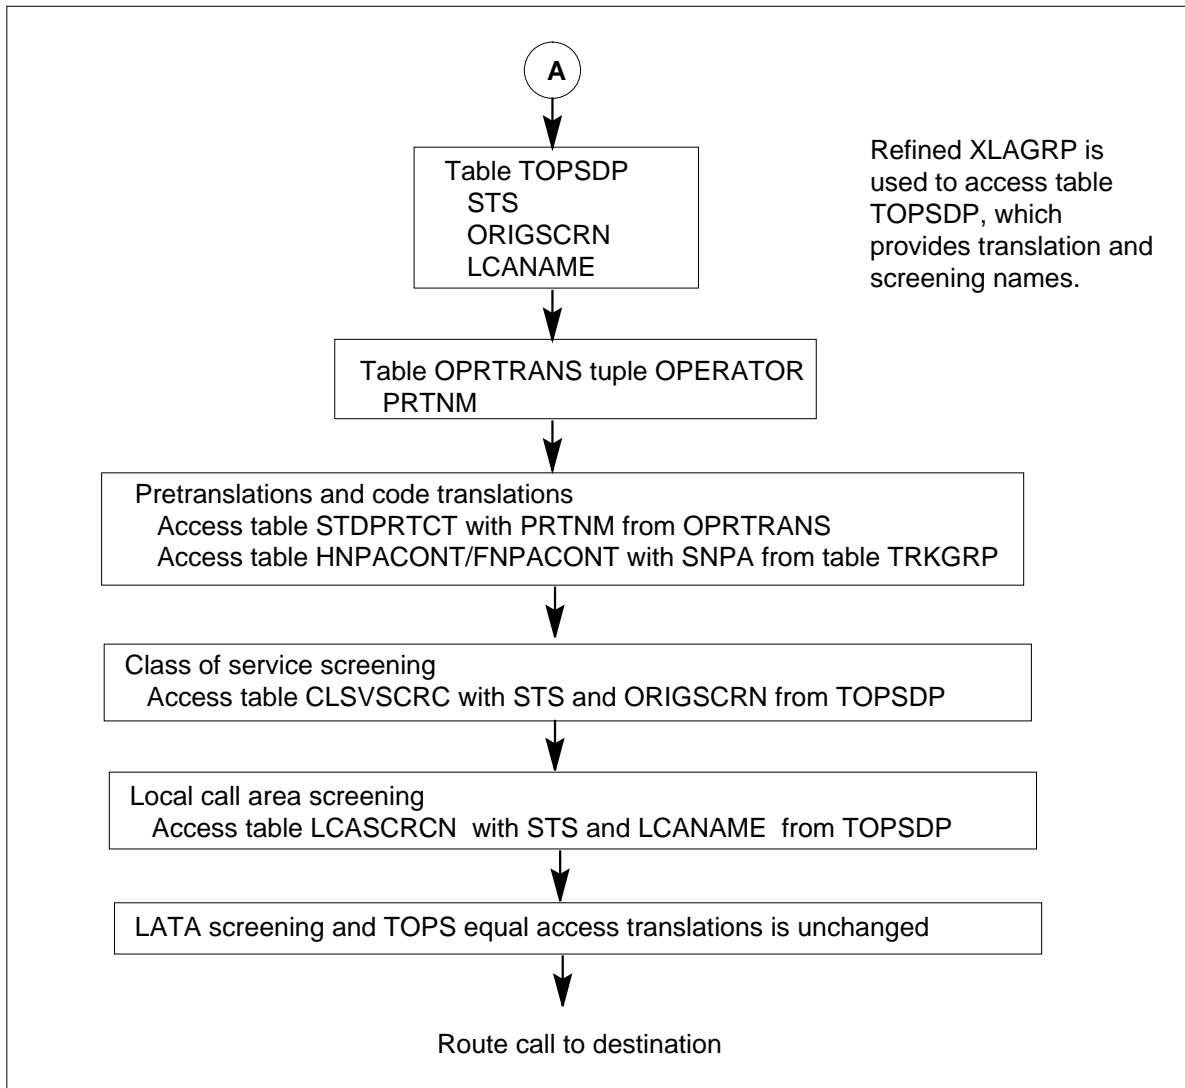 A
Table TOPSDP
STS
ORIGSCRN
LCANAME
Refined XLAGRP is
used to access table
TOPSDP, which
provides translation and
screening names.
Table OPRTRANS tuple OPERATOR
PRTNM
Pretranslations and code translations
Access table STDPRTCT with PRTNM from OPRTRANS
Access table HNPACONT/FNPACONT with SNPA from table TRKGRP
Class of service screening
Access table CLSVSCRC with STS and ORIGSCRN from TOPSDP
Local call area screening
Access table LCASCRCN with STS and LCANAME from TOPSDP
LATA screening and TOPS equal access translations is unchanged
Route call to destination